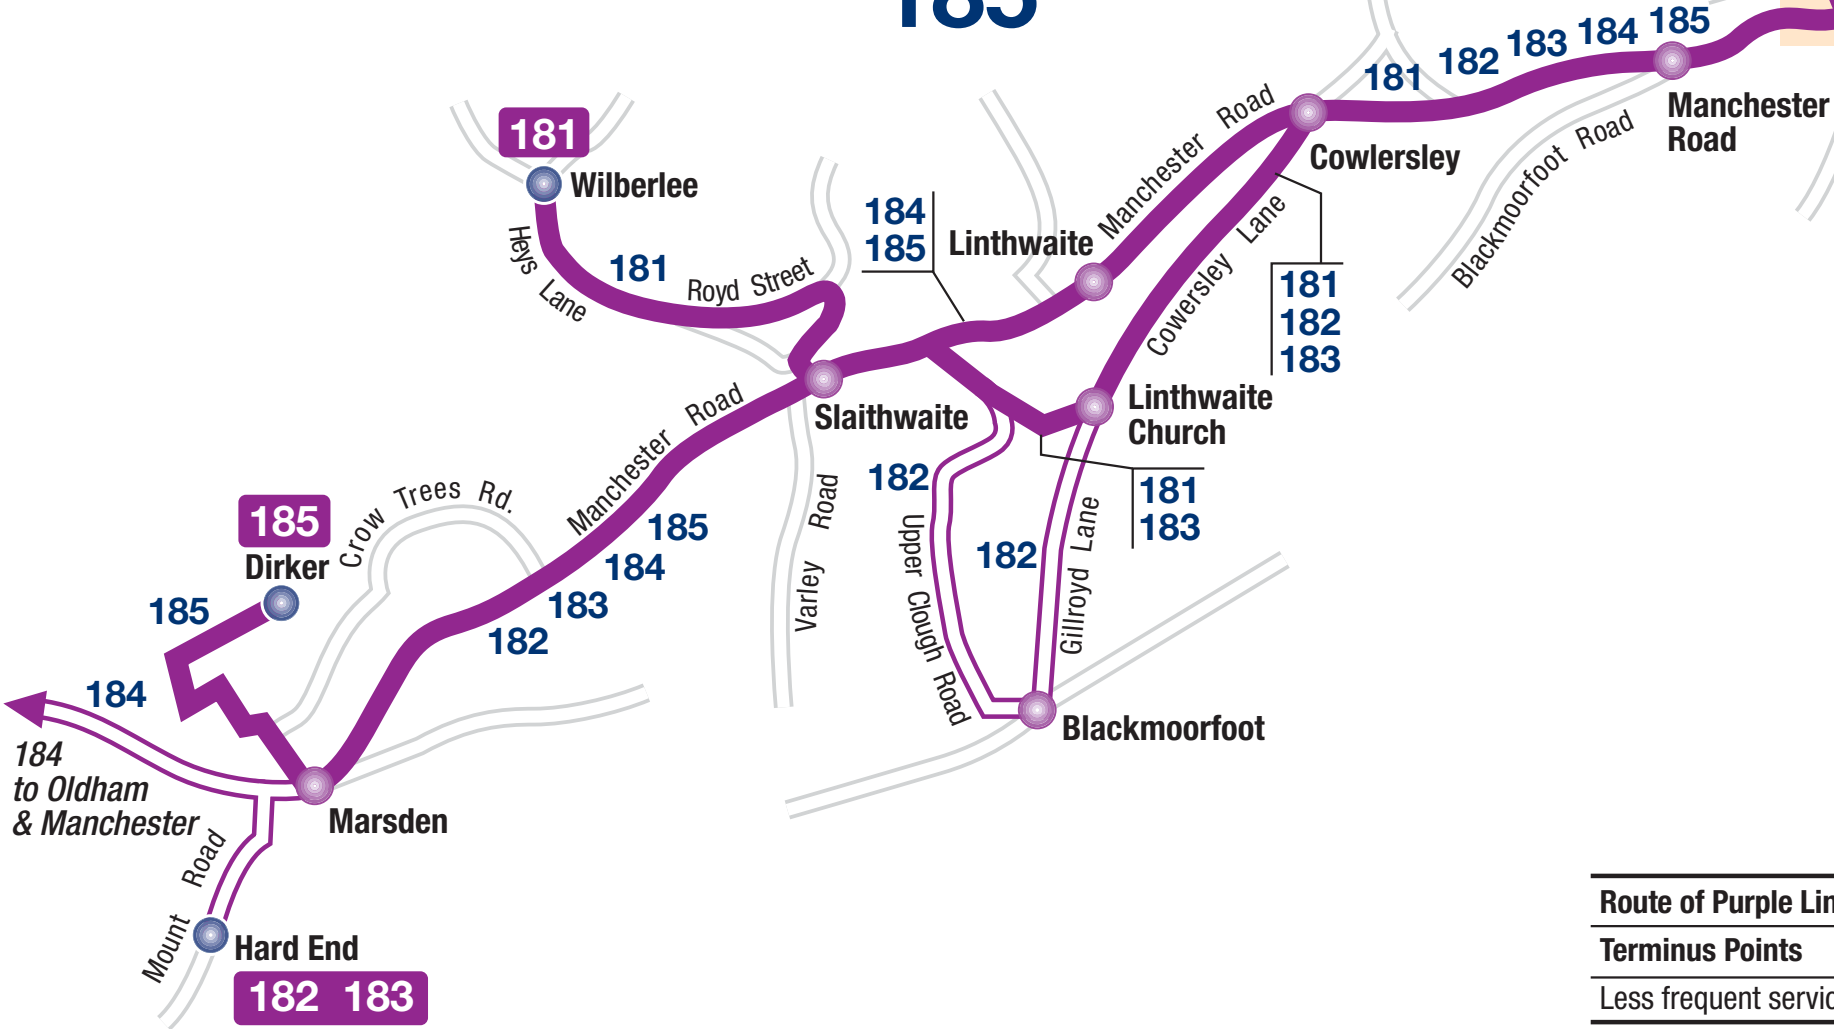 185
181
182
183
184
185
Manchester
Road
Blackmoorfoot Road
Cowlersley
Manchester Road
181
Wilberlee
Heys Lane
181
Royd Street
184
185
Linthwaite
Cowersley Lane
181
182
183
Linthwaite
Church
Slaithwaite
Manchester Road
181
183
182
Upper Clough Road
182
Gillroyd Lane
Varley Road
Blackmoorfoot
185
Dirker
Crow Trees Rd.
185
185
184
183
182
184
184
to Oldham
& Manchester
Marsden
Mount Road
Hard End
182 183
Route of Purple Lin
Terminus Points
Less frequent servic